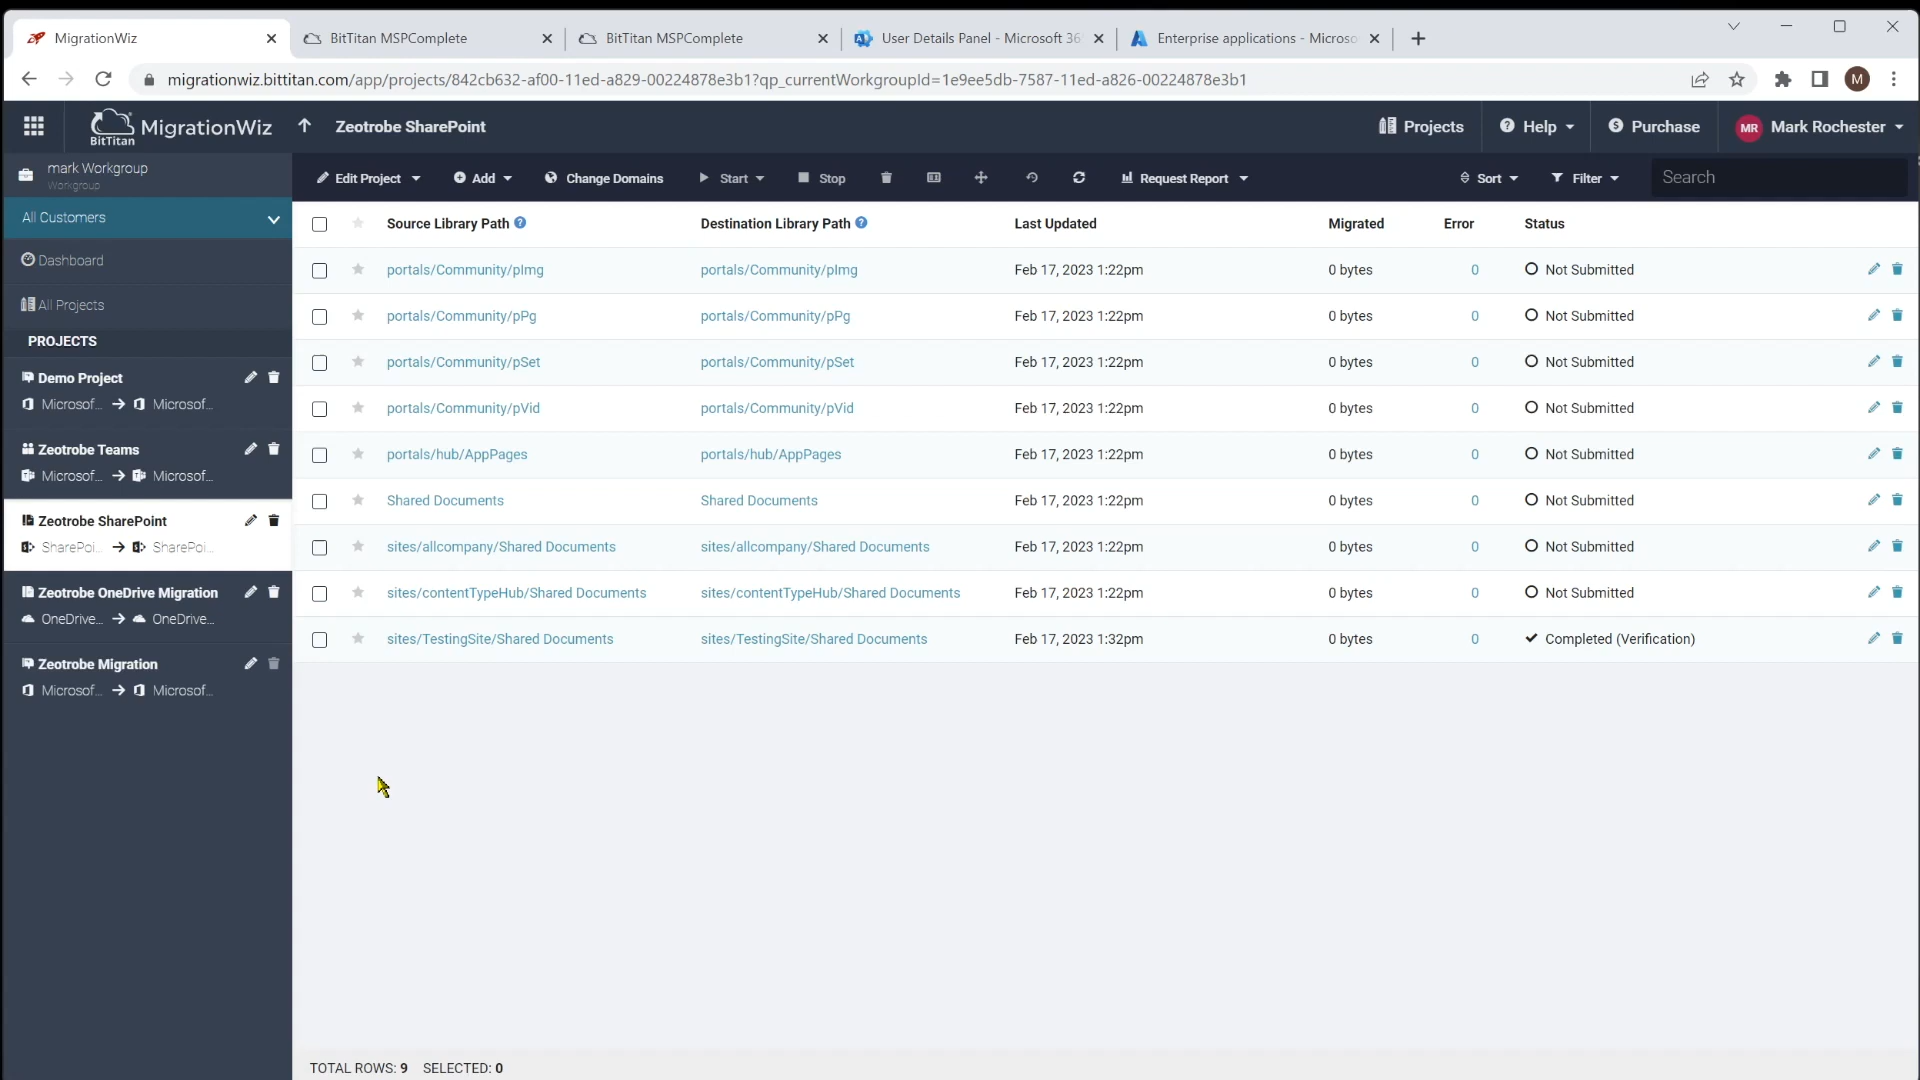 MigrationWiz
BitTitan MSPComplete
BitTitan MSPComplete
User Details Panel - Microsoft 36
Enterprise applications - Microso
migrationwiz.bittitan.com/app/projects/842cb632-af00-11ed-a829-00224878e3b1?qp_currentWorkgroupId=1e9ee5db-7587-11ed-a826-00224878e3b1
M
BitTitan MigrationWiz
Zeotrobe SharePoint
Projects
Help
Purchase
MR Mark Rochester
mark Workgroup
Workgroup
Edit Project
Add
Change Domains
Start
Stop
Request Report
Sort
Filter
Search
All Customers
Dashboard
All Projects
PROJECTS
Demo Project
Microsof... Microsof...
Zeotrobe Teams
Microsof... Microsof...
Zeotrobe SharePoint
SharePoi... SharePoi...
Zeotrobe OneDrive Migration
OneDrive... OneDrive...
Zeotrobe Migration
Microsof... Microsof...
Source Library Path Destination Library Path Last Updated Migrated Error Status
portals/Community/pImg portals/Community/pImg Feb 17, 2023 1:22pm 0 bytes 0 Not Submitted
portals/Community/pPg portals/Community/pPg Feb 17, 2023 1:22pm 0 bytes 0 Not Submitted
portals/Community/pSet portals/Community/pSet Feb 17, 2023 1:22pm 0 bytes 0 Not Submitted
portals/Community/pVid portals/Community/pVid Feb 17, 2023 1:22pm 0 bytes 0 Not Submitted
portals/hub/AppPages portals/hub/AppPages Feb 17, 2023 1:22pm 0 bytes 0 Not Submitted
Shared Documents Shared Documents Feb 17, 2023 1:22pm 0 bytes 0 Not Submitted
sites/allcompany/Shared Documents sites/allcompany/Shared Documents Feb 17, 2023 1:22pm 0 bytes 0 Not Submitted
sites/contentTypeHub/Shared Documents sites/contentTypeHub/Shared Documents Feb 17, 2023 1:22pm 0 bytes 0 Not Submitted
sites/TestingSite/Shared Documents sites/TestingSite/Shared Documents Feb 17, 2023 1:32pm 0 bytes 0 Completed (Verification)
TOTAL ROWS: 9 SELECTED: 0